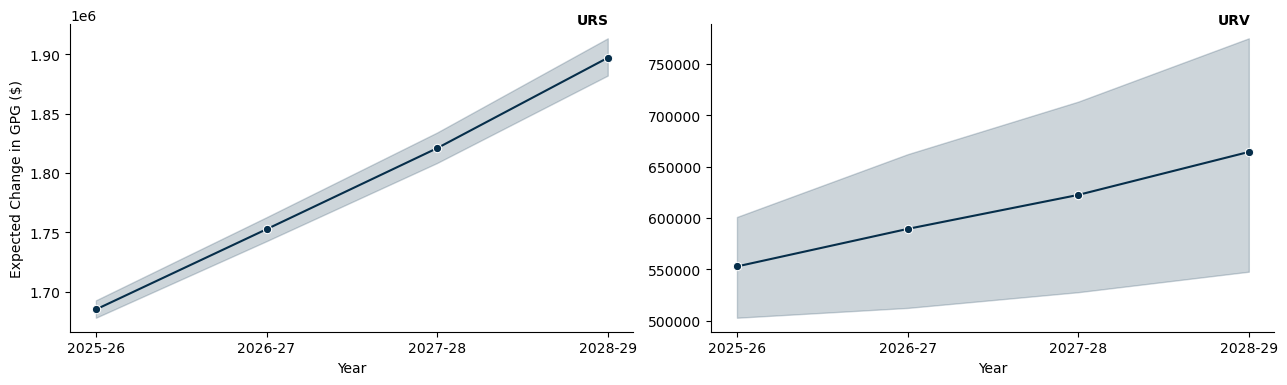 1e6
URS
1.90
1.85
1.80
1.75
1.70
Expected Change in GPG ($)
2025-26 2026-27 2027-28 2028-29
Year
URV
750000
700000
650000
600000
550000
500000
2025-26 2026-27 2027-28 2028-29
Year